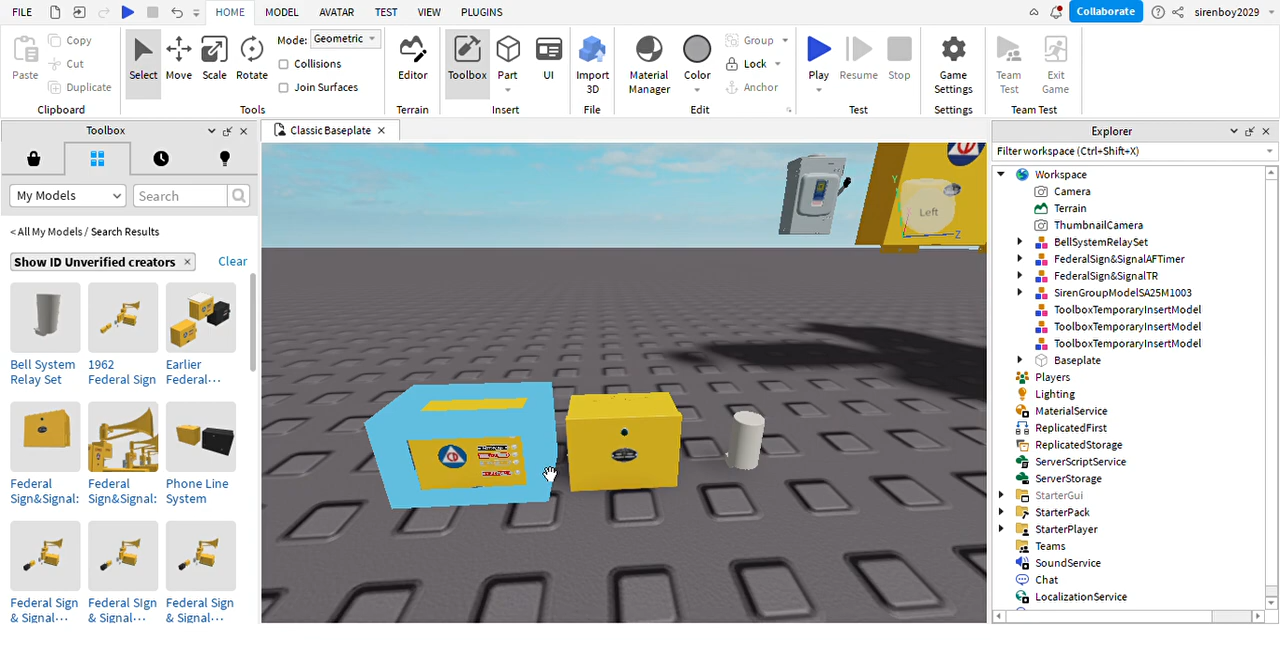 FILE HOME MODEL AVATAR TEST VIEW PLUGINS Collaborate sirenboy2029
Paste Copy Cut Duplicate Clipboard
Select Move Scale Rotate Mode: Geometric Collisions Join Surfaces Tools
Editor Terrain
Toolbox Part UI Insert
Import 3D File
Material Manager Color Group Lock Anchor Edit
Play Resume Stop Test
Game Settings Settings
Team Test Exit Game Team Test
Toolbox
My Models Search
< All My Models / Search Results
Show ID Unverified creators × Clear
Bell System Relay Set
1962 Federal Sign
Earlier Federal···
Federal Sign&Signal:
Federal Sign&Signal:
Phone Line System
Federal Sign & Signal···
Federal SIgn & Signal···
Federal Sign & Signal···
Classic Baseplate
Y
Left
Z
CD
Explorer
Filter workspace (Ctrl+Shift+X)
Workspace
Camera
Terrain
ThumbnailCamera
BellSystemRelaySet
FederalSign&SignalAFTimer
FederalSign&SignalTR
SirenGroupModelSA25M1003
ToolboxTemporaryInsertModel
ToolboxTemporaryInsertModel
ToolboxTemporaryInsertModel
Baseplate
Players
Lighting
MaterialService
ReplicatedFirst
ReplicatedStorage
ServerScriptService
ServerStorage
StarterGui
StarterPack
StarterPlayer
Teams
SoundService
Chat
LocalizationService